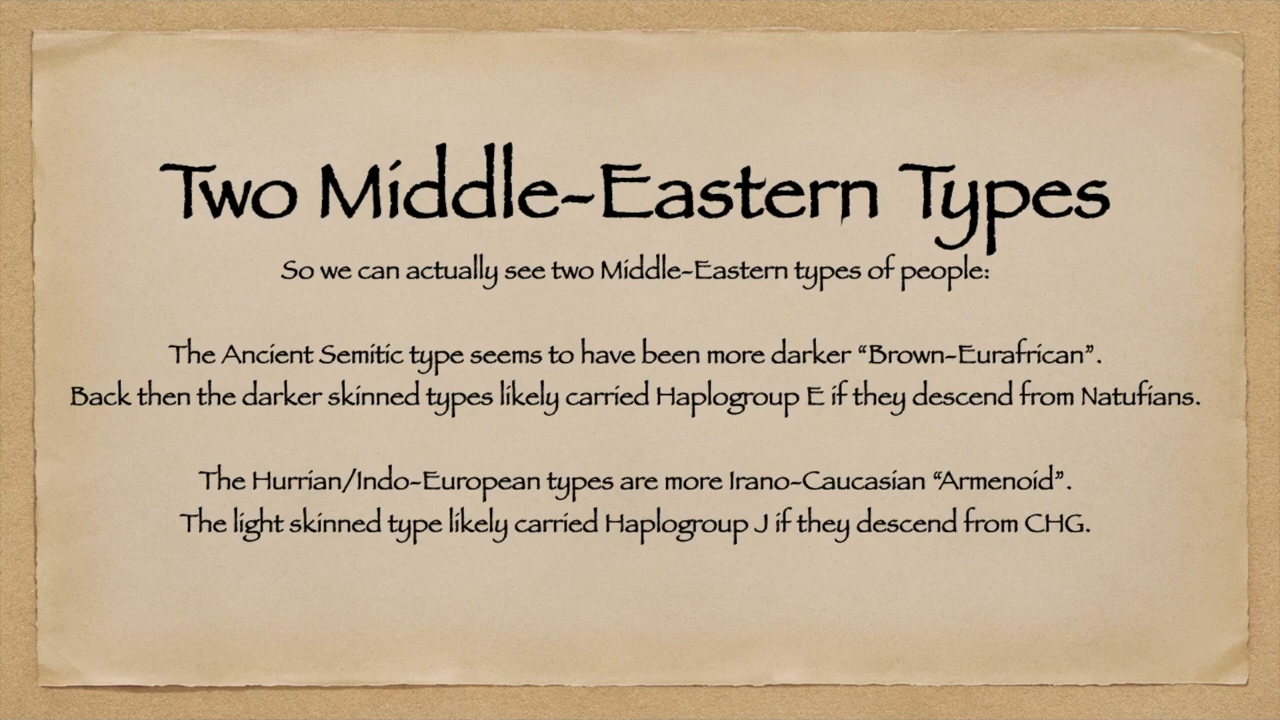 Two Middle-Eastern Types
So we can actually see two Middle-Eastern types of people:
The Ancient Semitic type seems to have been more darker “Brown-Eurafrican”.
Back then the darker skinned types likely carried Haplogroup E if they descend from Natufians.
The Hurrian/Indo-European types are more Irano-Caucasian “Armenoid”.
The light skinned type likely carried Haplogroup J if they descend from CHG.